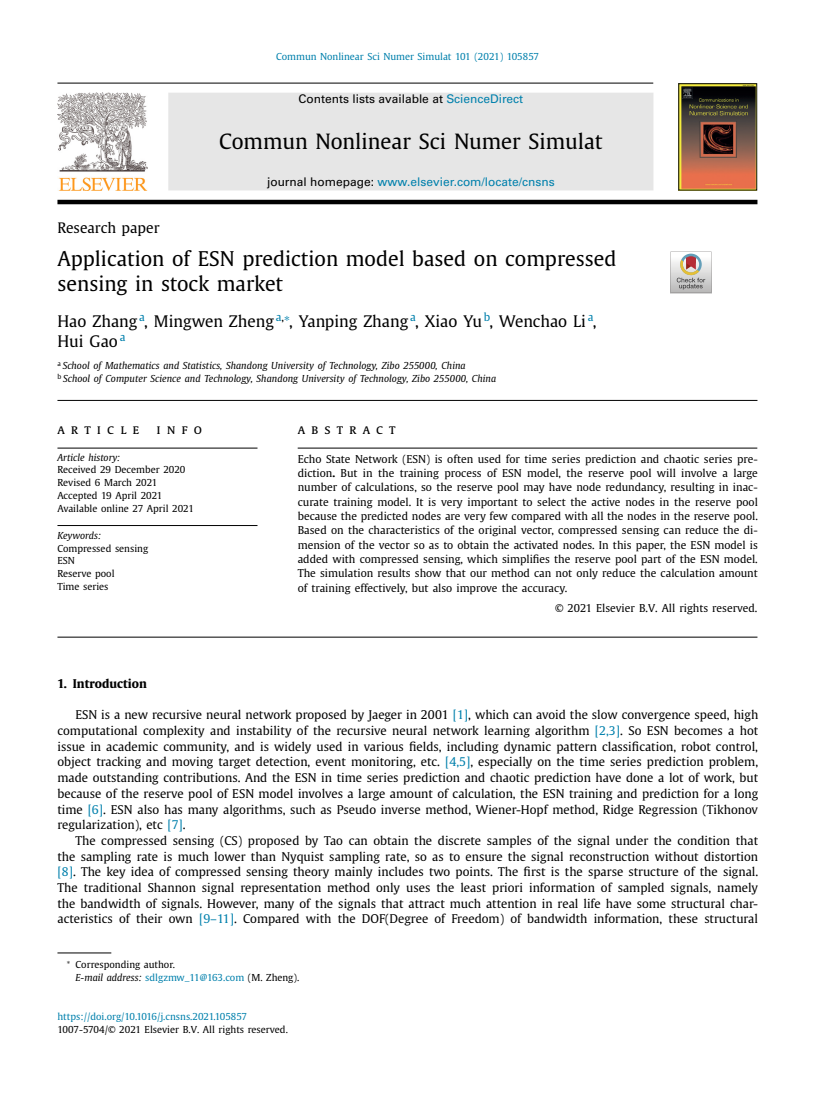 Commun Nonlinear Sci Numer Simulat 101 (2021) 105857
Contents lists available at ScienceDirect
Commun Nonlinear Sci Numer Simulat
journal homepage: www.elsevier.com/locate/cnsns
ELSEVIER
Communications in
Nonlinear Science and
Numerical Simulation
Research paper
Application of ESN prediction model based on compressed
sensing in stock market
Check for
updates
Hao Zhang a, Mingwen Zheng a,*, Yanping Zhang a, Xiao Yu b, Wenchao Li a,
Hui Gao a
a School of Mathematics and Statistics, Shandong University of Technology, Zibo 255000, China
b School of Computer Science and Technology, Shandong University of Technology, Zibo 255000, China
ARTICLE INFO
Article history:
Received 29 December 2020
Revised 6 March 2021
Accepted 19 April 2021
Available online 27 April 2021
Keywords:
Compressed sensing
ESN
Reserve pool
Time series
ABSTRACT
Echo State Network (ESN) is often used for time series prediction and chaotic series pre-
diction. But in the training process of ESN model, the reserve pool will involve a large
number of calculations, so the reserve pool may have node redundancy, resulting in inac-
curate training model. It is very important to select the active nodes in the reserve pool
because the predicted nodes are very few compared with all the nodes in the reserve pool.
Based on the characteristics of the original vector, compressed sensing can reduce the di-
mension of the vector so as to obtain the activated nodes. In this paper, the ESN model is
added with compressed sensing, which simplifies the reserve pool part of the ESN model.
The simulation results show that our method can not only reduce the calculation amount
of training effectively, but also improve the accuracy.
© 2021 Elsevier B.V. All rights reserved.
1. Introduction
ESN is a new recursive neural network proposed by Jaeger in 2001 [1], which can avoid the slow convergence speed, high
computational complexity and instability of the recursive neural network learning algorithm [2,3]. So ESN becomes a hot
issue in academic community, and is widely used in various fields, including dynamic pattern classification, robot control,
object tracking and moving target detection, event monitoring, etc. [4,5], especially on the time series prediction problem,
made outstanding contributions. And the ESN in time series prediction and chaotic prediction have done a lot of work, but
because of the reserve pool of ESN model involves a large amount of calculation, the ESN training and prediction for a long
time [6]. ESN also has many algorithms, such as Pseudo inverse method, Wiener-Hopf method, Ridge Regression (Tikhonov
regularization), etc [7].
The compressed sensing (CS) proposed by Tao can obtain the discrete samples of the signal under the condition that
the sampling rate is much lower than Nyquist sampling rate, so as to ensure the signal reconstruction without distortion
[8]. The key idea of compressed sensing theory mainly includes two points. The first is the sparse structure of the signal.
The traditional Shannon signal representation method only uses the least priori information of sampled signals, namely
the bandwidth of signals. However, many of the signals that attract much attention in real life have some structural char-
acteristics of their own [9–11]. Compared with the DOF(Degree of Freedom) of bandwidth information, these structural
* Corresponding author.
E-mail address: sdlgzmw_11@163.com (M. Zheng).
https://doi.org/10.1016/j.cnsns.2021.105857
1007-5704/© 2021 Elsevier B.V. All rights reserved.